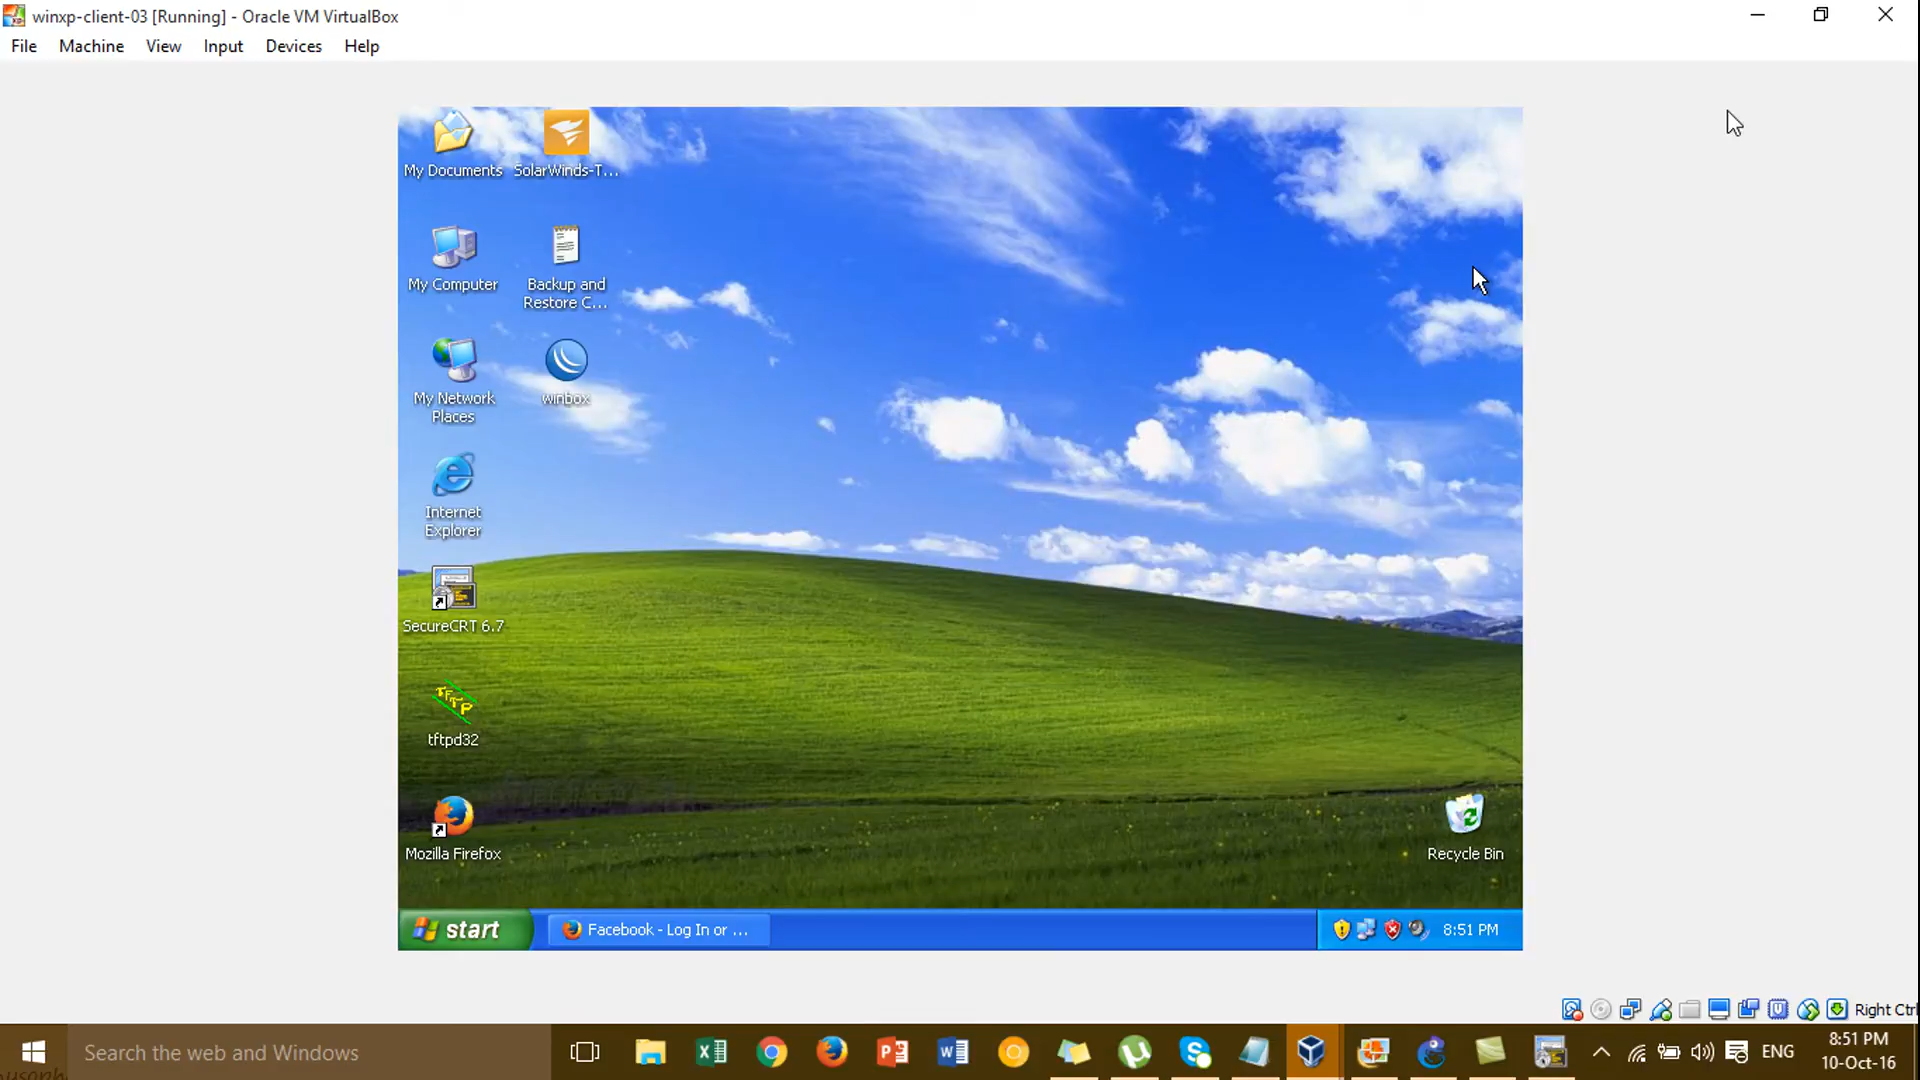 winxp-client-03 [Running] - Oracle VM VirtualBox
File Machine View Input Devices Help
My Documents
SolarWinds-T...
My Computer
Backup and
Restore C...
My Network
Places
winbox
Internet
Explorer
SecureCRT 6.7
TFTP
tftpd32
Mozilla Firefox
Recycle Bin
start
Facebook - Log In or ...
8:51 PM
Right Ctrl
Search the web and Windows
ENG
8:51 PM
10-Oct-16